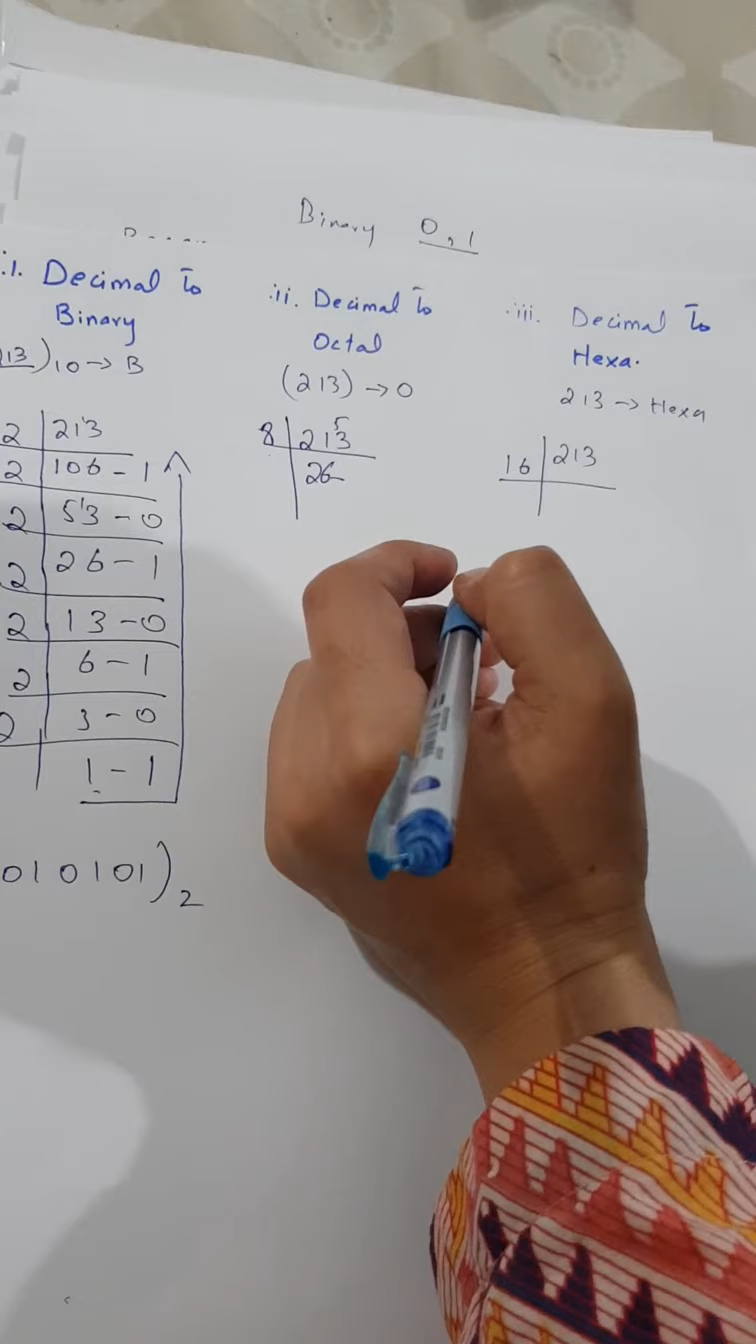 Binary 0,1
.i. Decimal To
Binary
213)10 → B
2 | 213
2 | 106 - 1
2 | 53 - 0
2 | 26 - 1
2 | 13 - 0
2 | 6 - 1
2 | 3 - 0
1 - 1
010101)2
.ii. Decimal To
Octal
(213) → O
8 | 213 5
26 -
.iii. Decimal To
Hexa.
213 → Hexa
16 | 213